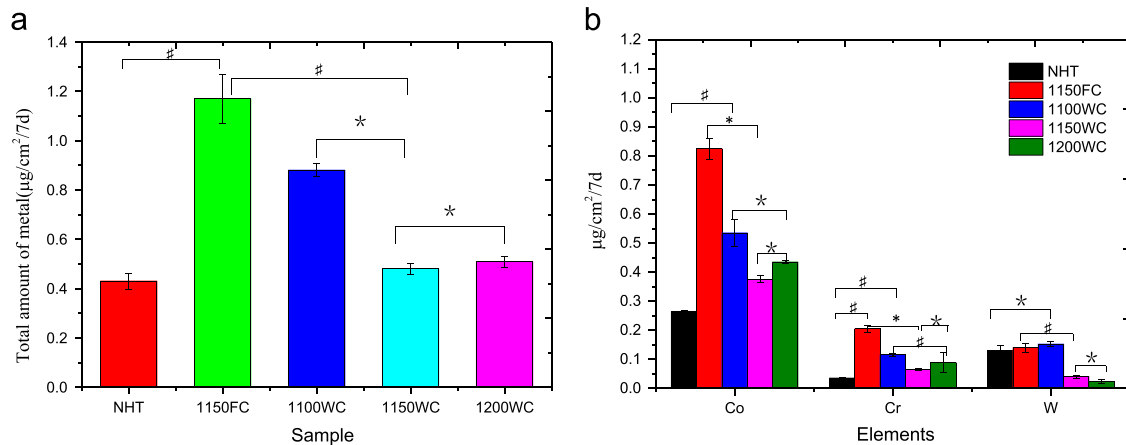 a
Total amount of metal(μg/cm²/7d)
1.4
1.2
1.0
0.8
0.6
0.4
0.2
0.0
♯
♯
*
*
NHT 1150FC 1100WC 1150WC 1200WC
Sample
b
μg/cm²/7d
1.2
1.1
1.0
0.9
0.8
0.7
0.6
0.5
0.4
0.3
0.2
0.1
0.0
NHT
1150FC
1100WC
1150WC
1200WC
♯
*
*
*
♯
♯
*
*
♯
*
♯
*
Co Cr W
Elements